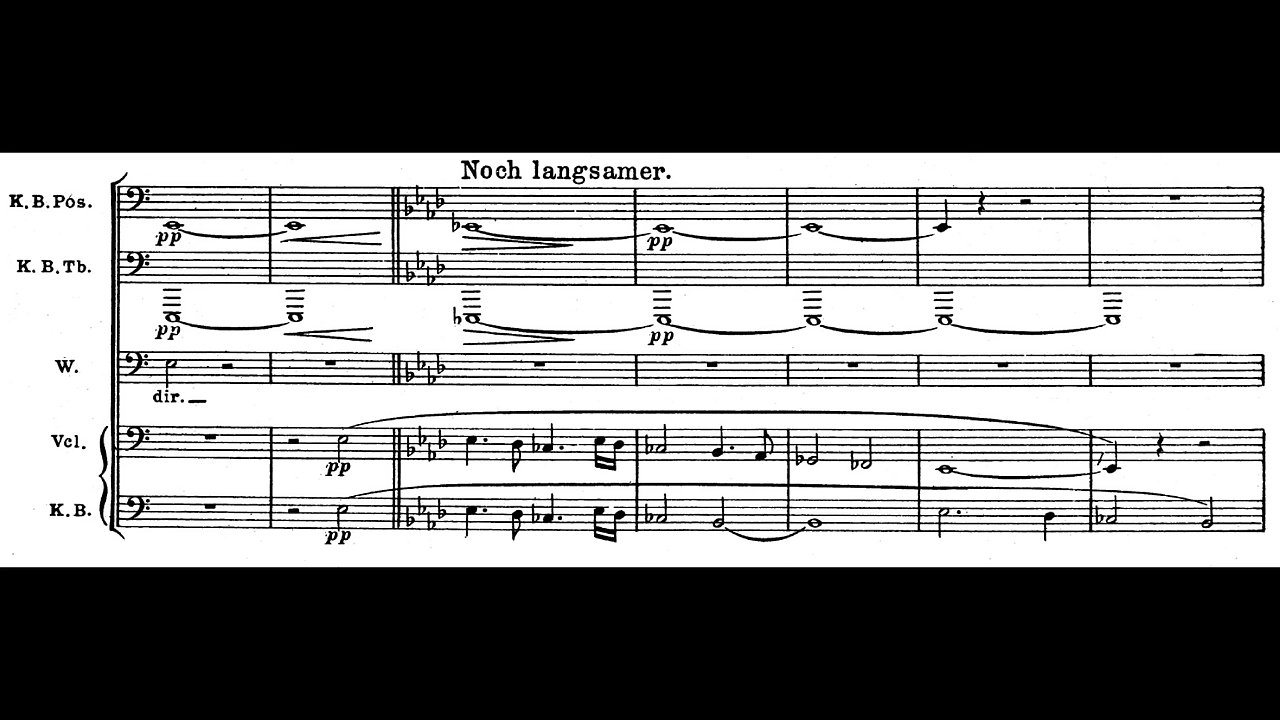 Noch langsamer.
K.B.Pos.
pp
pp
K.B.Tb.
pp
pp
W.
dir.
Vcl.
pp
K.B.
pp